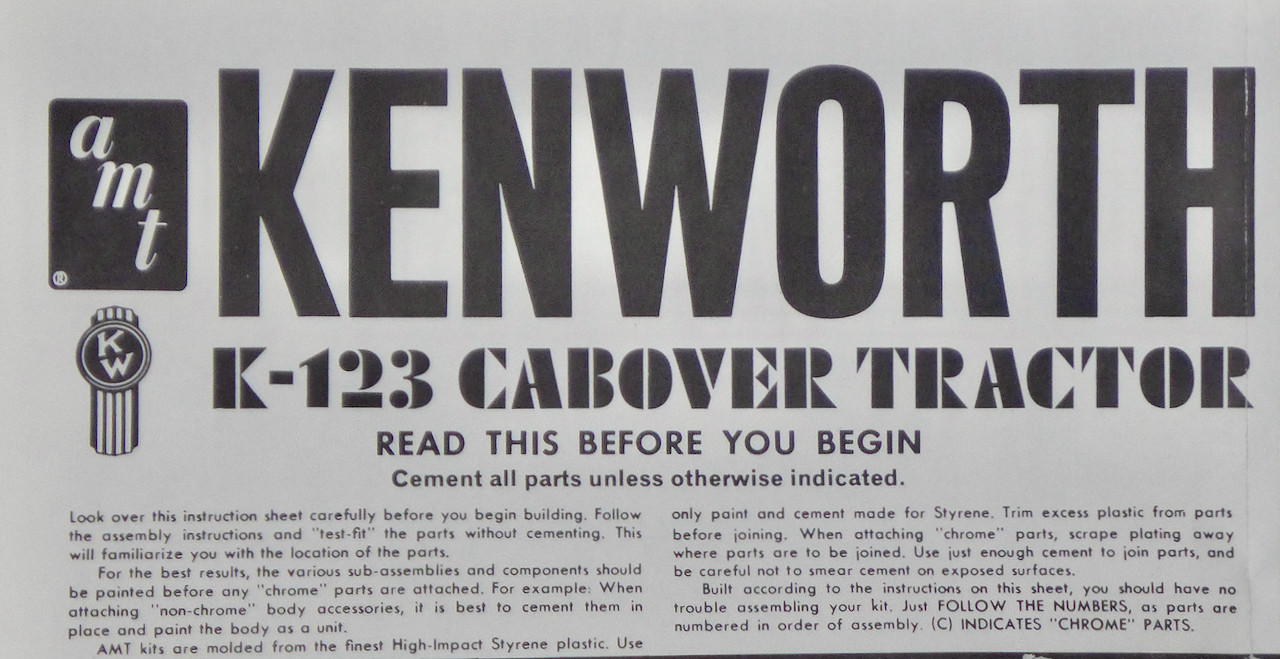 amt
®
KW
KENWORTH
K-123 CABOVER TRACTOR
READ THIS BEFORE YOU BEGIN
Cement all parts unless otherwise indicated.
Look over this instruction sheet carefully before you begin building. Follow
the assembly instructions and "test-fit" the parts without cementing. This
will familiarize you with the location of the parts.
For the best results, the various sub-assemblies and components should
be painted before any "chrome" parts are attached. For example: When
attaching "non-chrome" body accessories, it is best to cement them in
place and paint the body as a unit.
AMT kits are molded from the finest High-Impact Styrene plastic. Use
only paint and cement made for Styrene. Trim excess plastic from parts
before joining. When attaching "chrome" parts, scrape plating away
where parts are to be joined. Use just enough cement to join parts, and
be careful not to smear cement on exposed surfaces.
Built according to the instructions on this sheet, you should have no
trouble assembling your kit. Just FOLLOW THE NUMBERS, as parts are
numbered in order of assembly. (C) INDICATES "CHROME" PARTS.